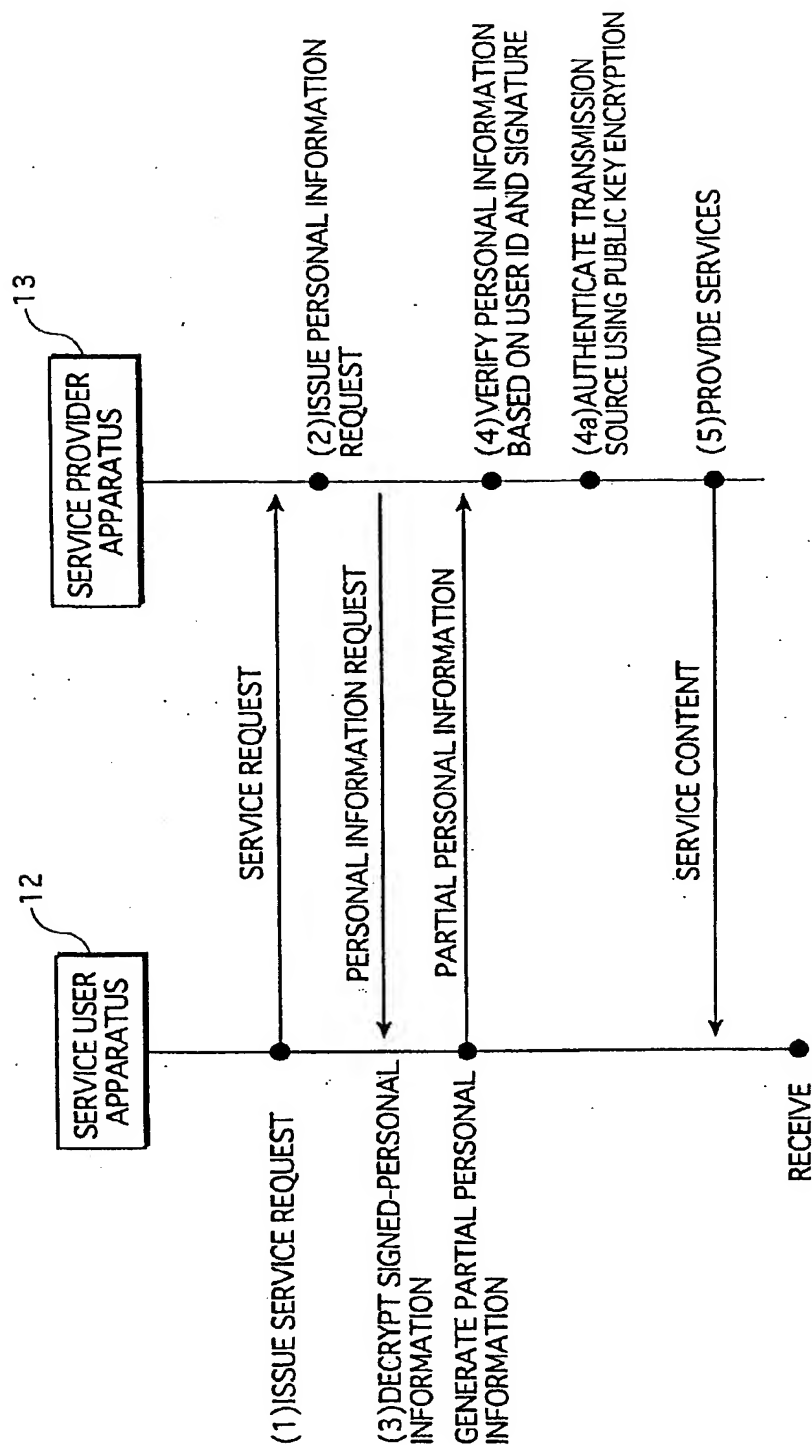 12
SERVICE USER
APPARATUS
13
SERVICE PROVIDER
APPARATUS
(1)ISSUE SERVICE REQUEST
SERVICE REQUEST
(2)ISSUE PERSONAL INFORMATION
REQUEST
PERSONAL INFORMATION REQUEST
(3)DECRYPT SIGNED-PERSONAL
INFORMATION
GENERATE PARTIAL PERSONAL
INFORMATION
PARTIAL PERSONAL INFORMATION
(4)VERIFY PERSONAL INFORMATION
BASED ON USER ID AND SIGNATURE
(4a)AUTHENTICATE TRANSMISSION
SOURCE USING PUBLIC KEY ENCRYPTION
(5)PROVIDE SERVICES
SERVICE CONTENT
RECEIVE